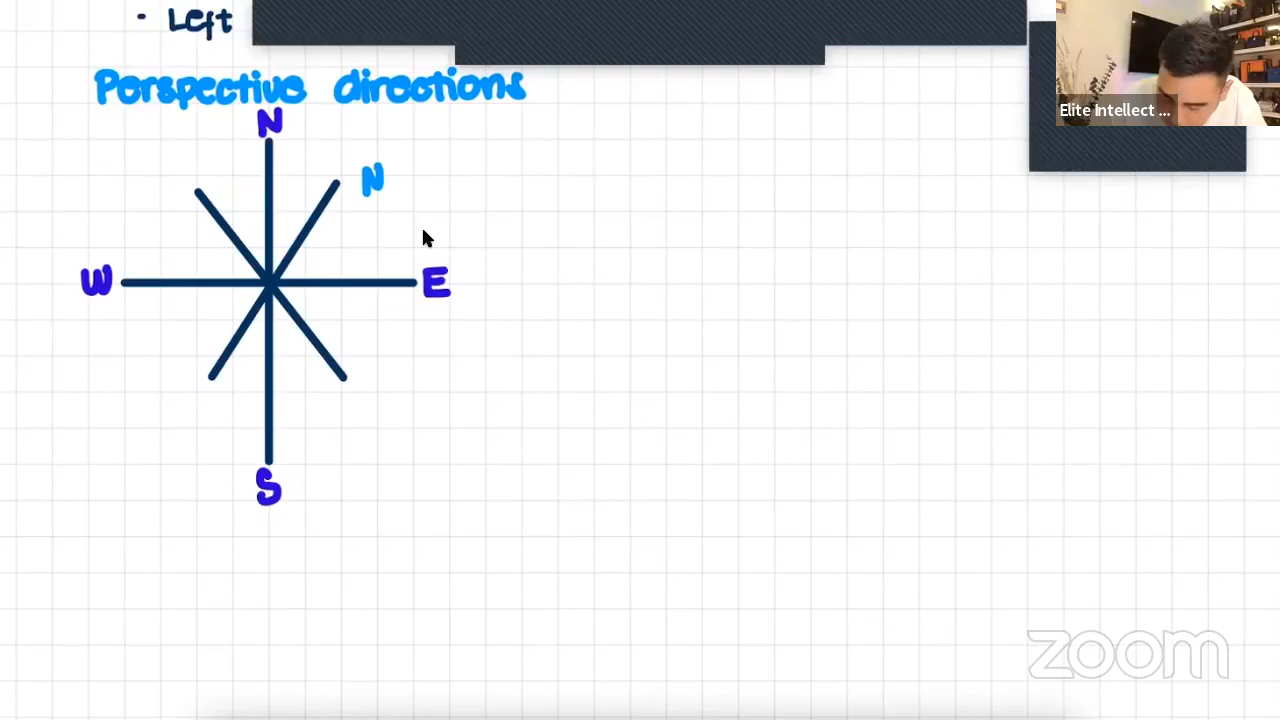 · Left
Elite Intellect ...
Perspective directions
N
N
W
E
S
zoom